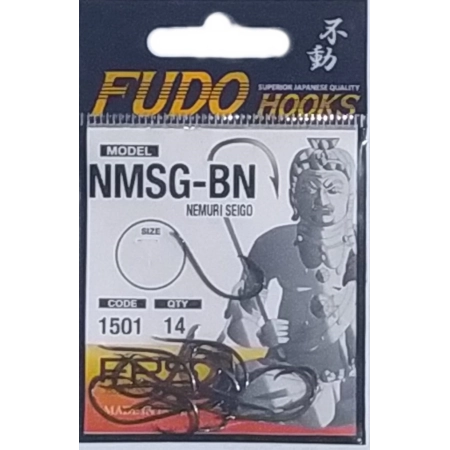 不動
FUDO
SUPERIOR JAPANESE QUALITY
HOOKS
MODEL
NMSG-BN
NEMURI SEIGO
SIZE
CODE
QTY
1501
14